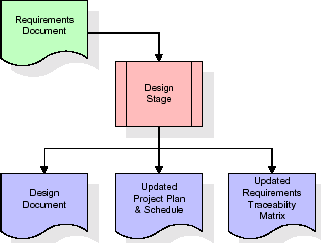 Requirements
Document
Design
Stage
Design
Document
Updated
Project Plan
& Schedule
Updated
Requirements
Traceability
Matrix